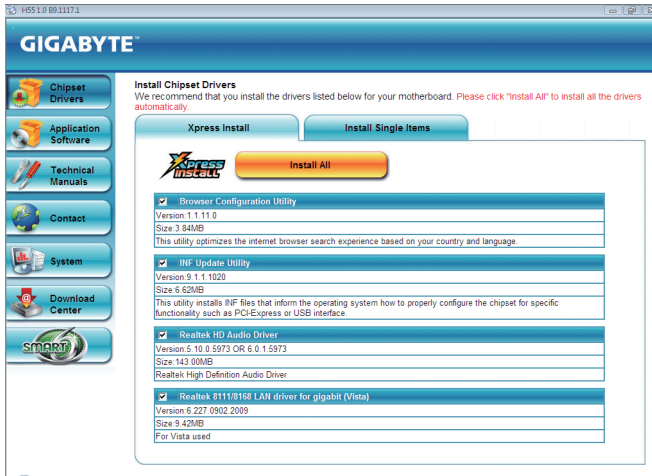 H55 1.0 B9.1117.1
GIGABYTE™
Chipset
Drivers
Application
Software
Technical
Manuals
Contact
System
Download
Center
SMART
Install Chipset Drivers
We recommend that you install the drivers listed below for your motherboard. Please click "Install All" to install all the drivers
automatically.
Xpress Install
Install Single Items
Xpress
Install
Install All
Browser Configuration Utility
Version:1.1.11.0
Size:3.84MB
This utility optimizes the internet browser search experience based on your country and language.
INF Update Utility
Version:9.1.1.1020
Size:6.62MB
This utility installs INF files that inform the operating system how to properly configure the chipset for specific
functionality such as PCI-Express or USB interface.
Realtek HD Audio Driver
Version:5.10.0.5973 OR 6.0.1.5973
Size:143.00MB
Realtek High Definition Audio Driver
Realtek 8111/8168 LAN driver for gigabit (Vista)
Version:6.227.0902.2009
Size:9.42MB
For Vista used